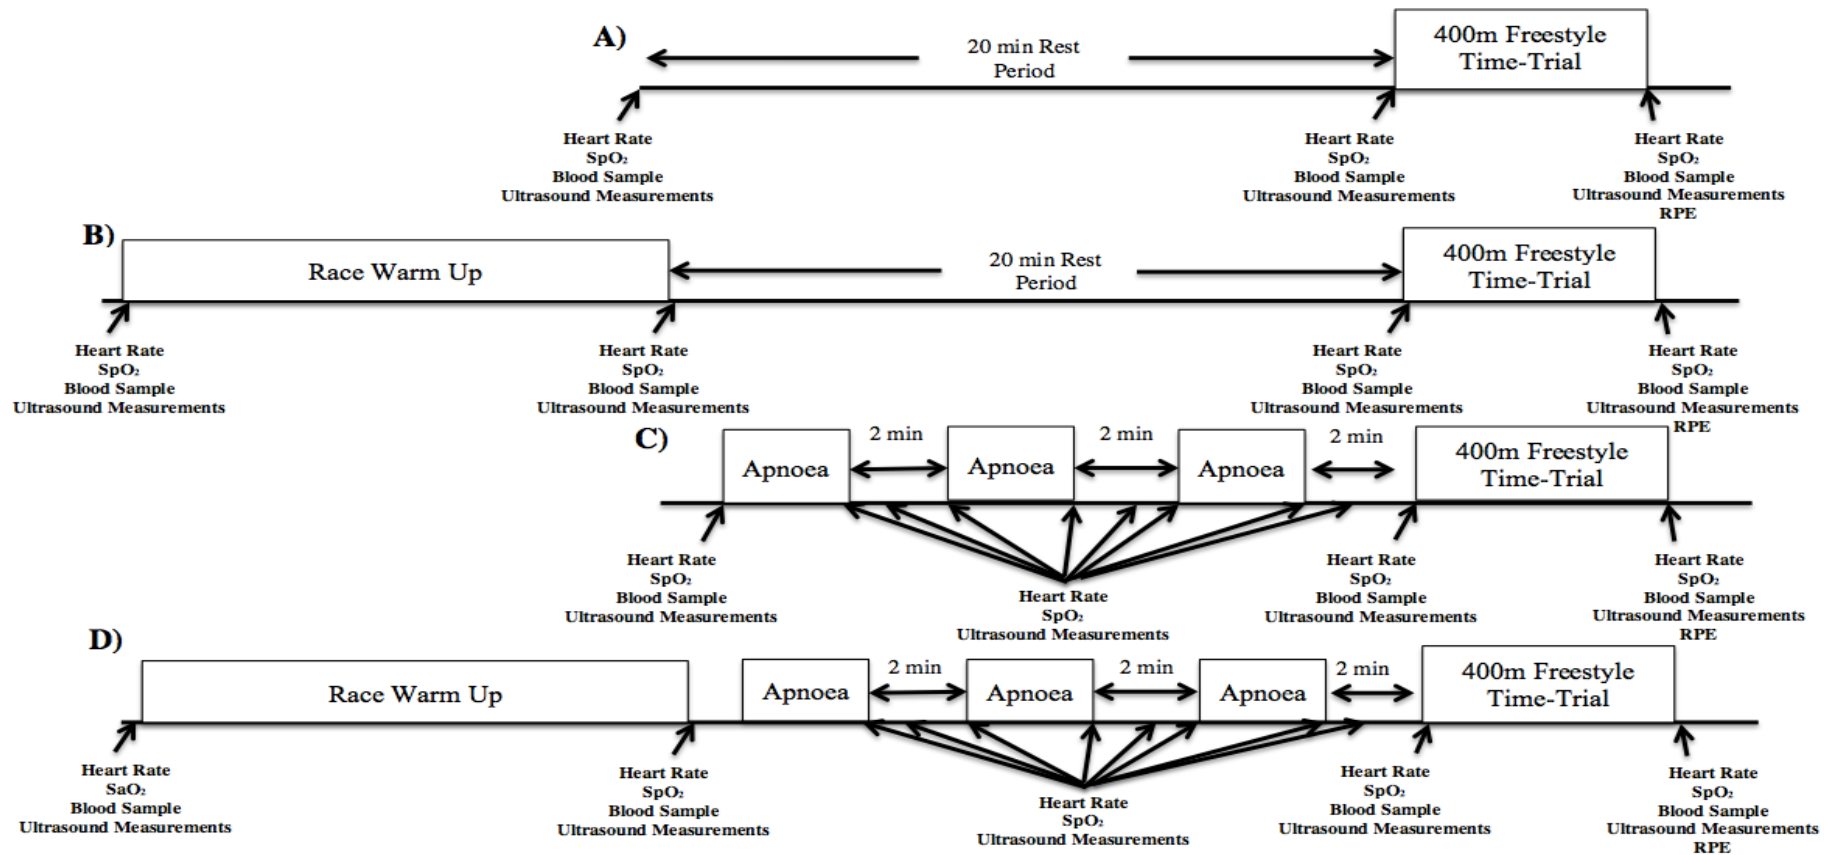 A)
20 min Rest
Period
400m Freestyle
Time-Trial
Heart Rate
SpO₂
Blood Sample
Ultrasound Measurements
Heart Rate
SpO₂
Blood Sample
Ultrasound Measurements
Heart Rate
SpO₂
Blood Sample
Ultrasound Measurements
RPE
B)
Race Warm Up
20 min Rest
Period
400m Freestyle
Time-Trial
Heart Rate
SpO₂
Blood Sample
Ultrasound Measurements
Heart Rate
SpO₂
Blood Sample
Ultrasound Measurements
Heart Rate
SpO₂
Blood Sample
Ultrasound Measurements
Heart Rate
SpO₂
Blood Sample
Ultrasound Measurements
RPE
C)
Apnoea
2 min
Apnoea
2 min
Apnoea
2 min
400m Freestyle
Time-Trial
Heart Rate
SpO₂
Blood Sample
Ultrasound Measurements
Heart Rate
SpO₂
Ultrasound Measurements
Heart Rate
SpO₂
Blood Sample
Ultrasound Measurements
Heart Rate
SpO₂
Blood Sample
Ultrasound Measurements
RPE
D)
Race Warm Up
Apnoea
2 min
Apnoea
2 min
Apnoea
2 min
400m Freestyle
Time-Trial
Heart Rate
SaO₂
Blood Sample
Ultrasound Measurements
Heart Rate
SpO₂
Blood Sample
Ultrasound Measurements
Heart Rate
SpO₂
Ultrasound Measurements
Heart Rate
SpO₂
Blood Sample
Ultrasound Measurements
Heart Rate
SpO₂
Blood Sample
Ultrasound Measurements
RPE